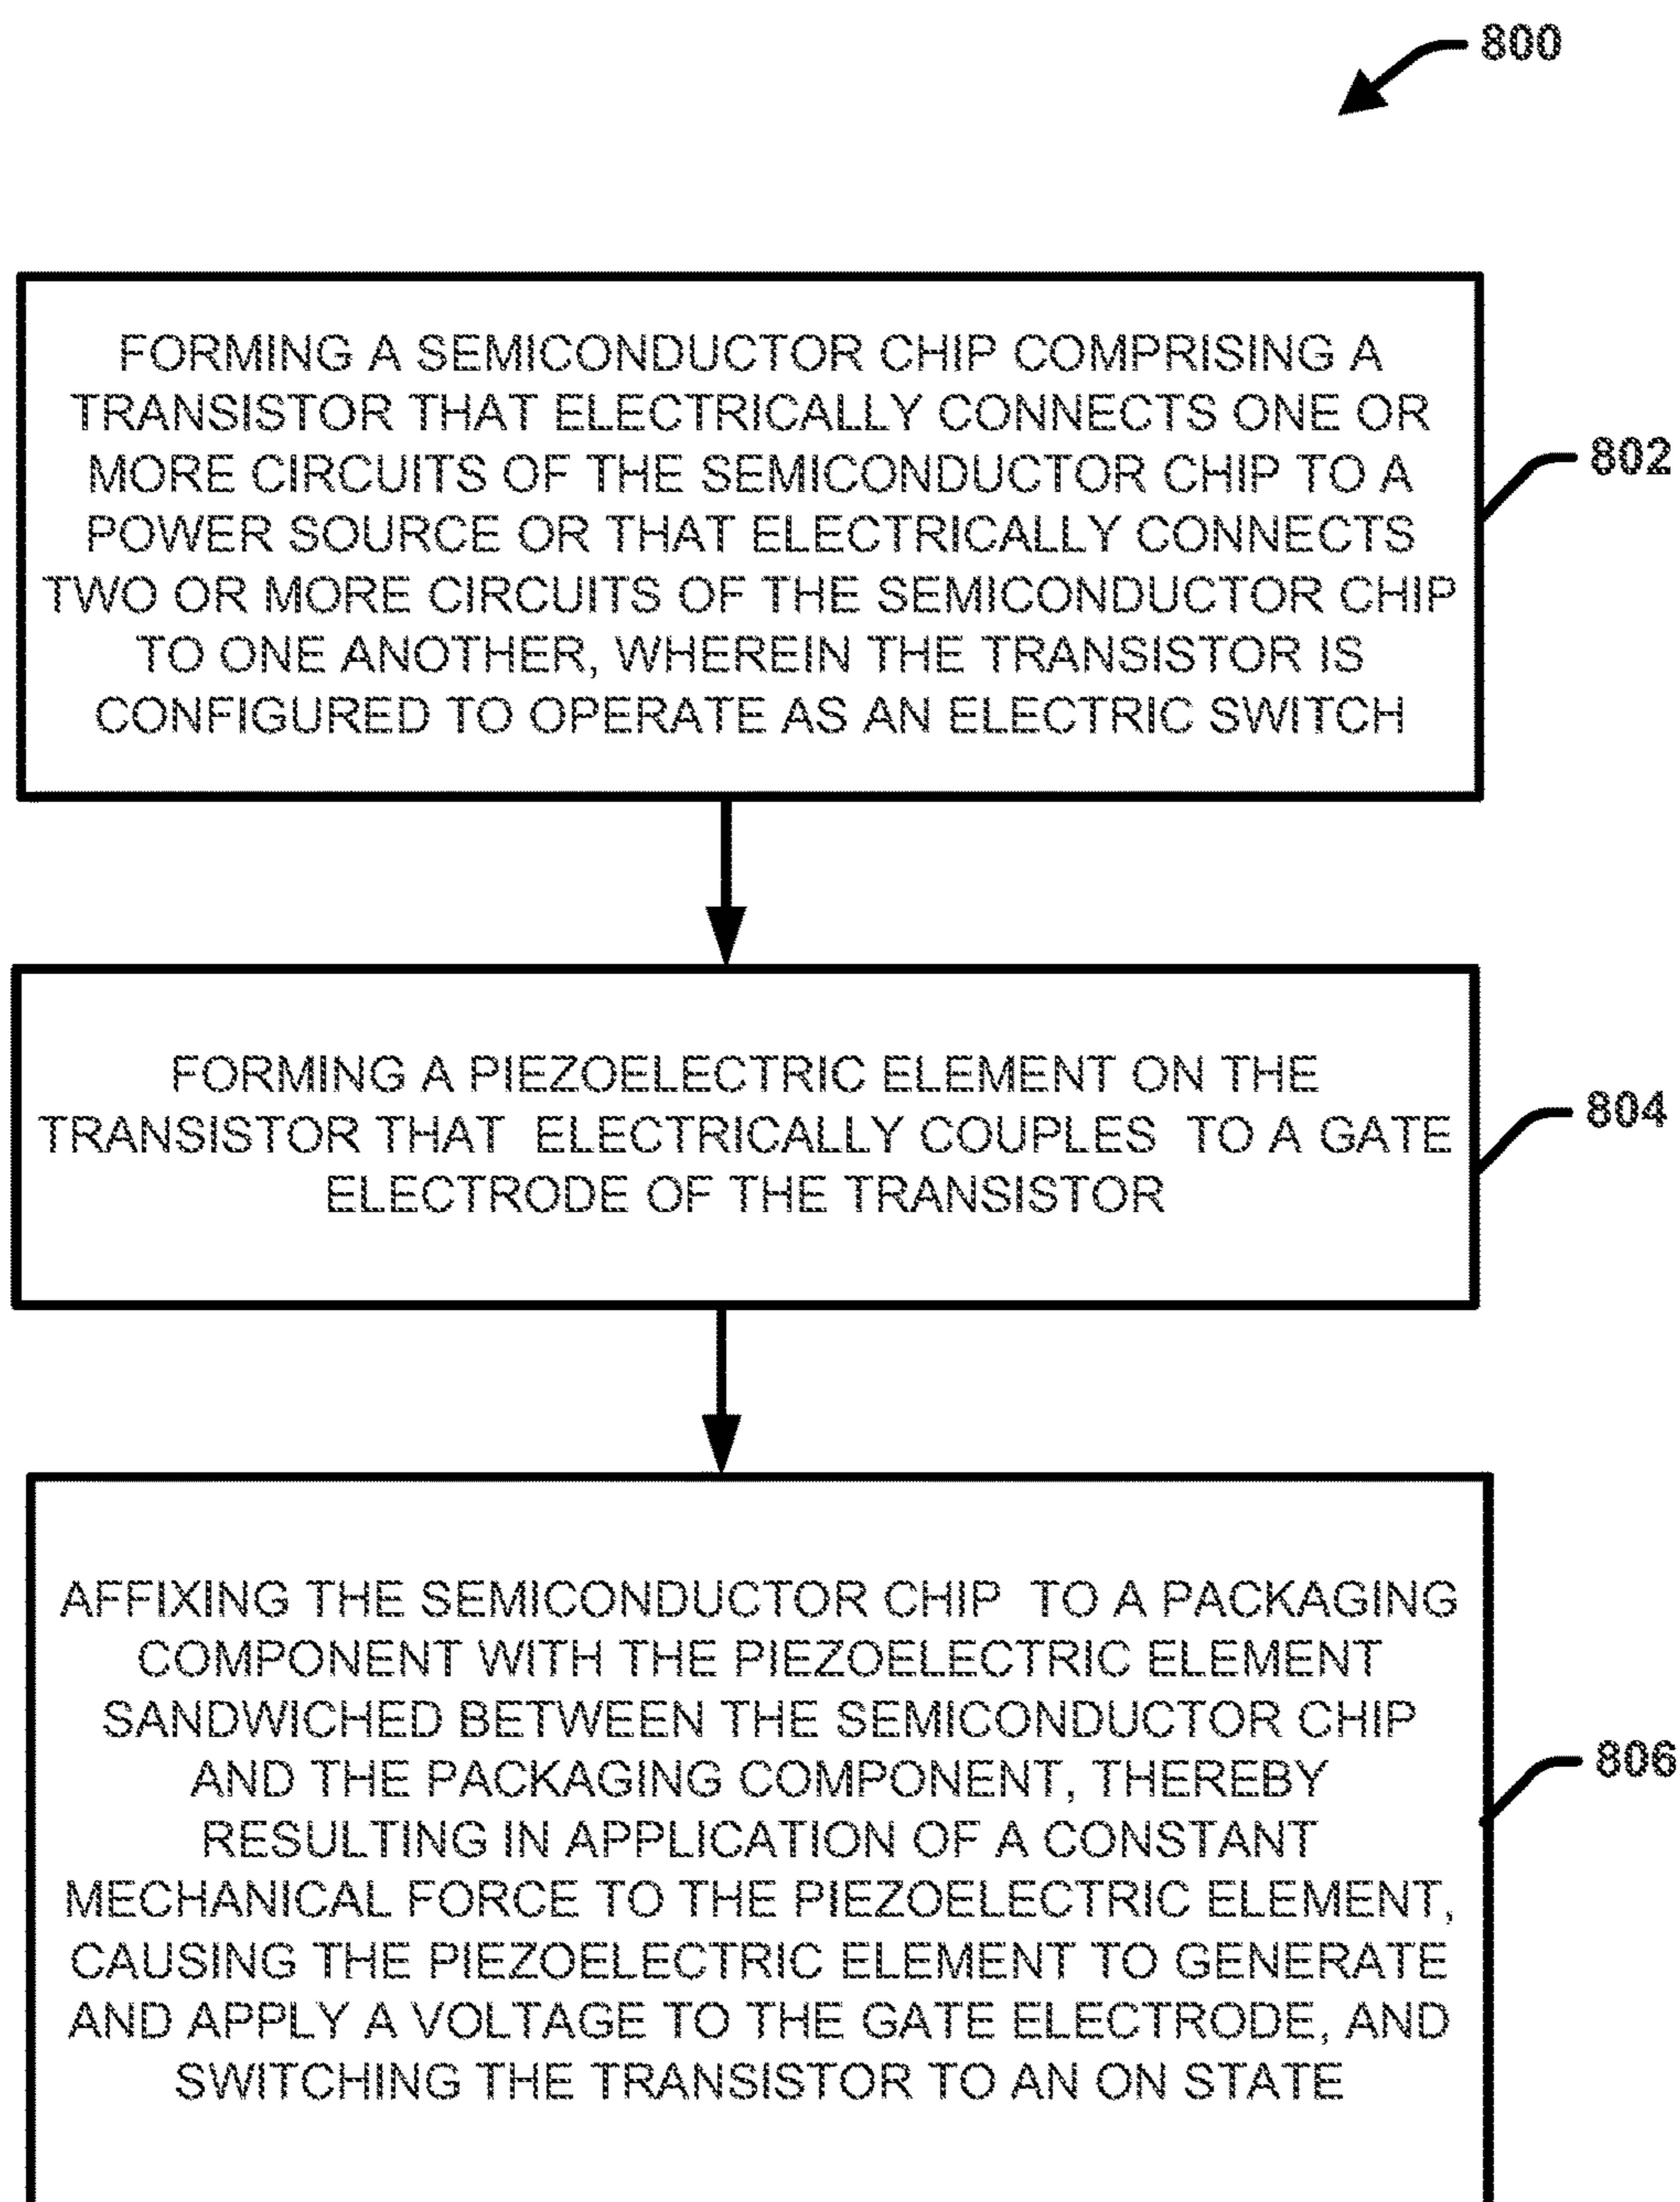 800
FORMING A SEMICONDUCTOR CHIP COMPRISING A
TRANSISTOR THAT ELECTRICALLY CONNECTS ONE OR
MORE CIRCUITS OF THE SEMICONDUCTOR CHIP TO A
POWER SOURCE OR THAT ELECTRICALLY CONNECTS
TWO OR MORE CIRCUITS OF THE SEMICONDUCTOR CHIP
TO ONE ANOTHER, WHEREIN THE TRANSISTOR IS
CONFIGURED TO OPERATE AS AN ELECTRIC SWITCH
802
FORMING A PIEZOELECTRIC ELEMENT ON THE
TRANSISTOR THAT ELECTRICALLY COUPLES TO A GATE
ELECTRODE OF THE TRANSISTOR
804
AFFIXING THE SEMICONDUCTOR CHIP TO A PACKAGING
COMPONENT WITH THE PIEZOELECTRIC ELEMENT
SANDWICHED BETWEEN THE SEMICONDUCTOR CHIP
AND THE PACKAGING COMPONENT, THEREBY
RESULTING IN APPLICATION OF A CONSTANT
MECHANICAL FORCE TO THE PIEZOELECTRIC ELEMENT,
CAUSING THE PIEZOELECTRIC ELEMENT TO GENERATE
AND APPLY A VOLTAGE TO THE GATE ELECTRODE, AND
SWITCHING THE TRANSISTOR TO AN ON STATE
806